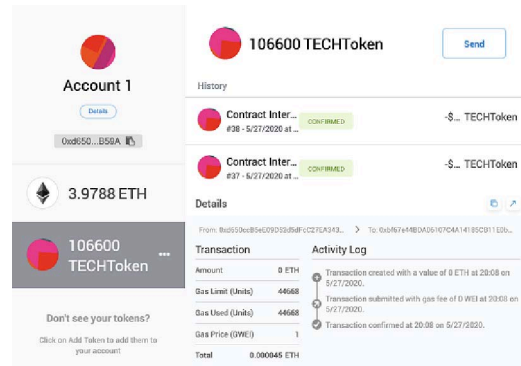 Account 1
Details
0xd650...B59A
3.9788 ETH
106600
TECHToken
Don't see your tokens?
Click on Add Token to add them to
your account
106600 TECHToken
Send
History
Contract Inter...
CONFIRMED
-$... TECHToken
#38 - 5/27/2020 at ...
Contract Inter...
CONFIRMED
-$... TECHToken
#37 - 5/27/2020 at ...
Details
From:
To:
Transaction
Activity Log
Amount 0 ETH
Transaction created with a value of 0 ETH at 20:08 on
5/27/2020.
Gas Limit (Units) 44668
Transaction submitted with gas fee of 0 WEI at 20:08 on
5/27/2020.
Gas Used (Units) 44668
Transaction confirmed at 20:08 on 5/27/2020.
Gas Price (GWEI) 1
Total 0.000045 ETH